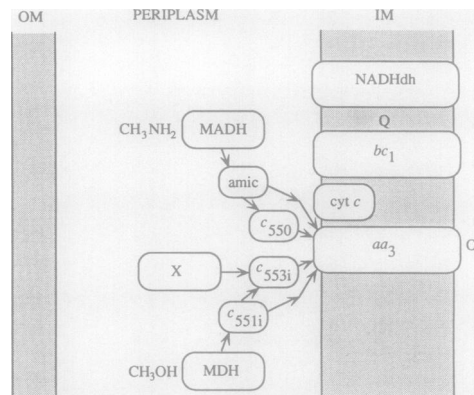 OM PERIPLASM IM
NADHdh
Q
CH₃NH₂ MADH
bc₁
amic
cyt c
c₅₅₀
aa₃
X
c₅₅₃ᵢ
c₅₅₁ᵢ
CH₃OH MDH